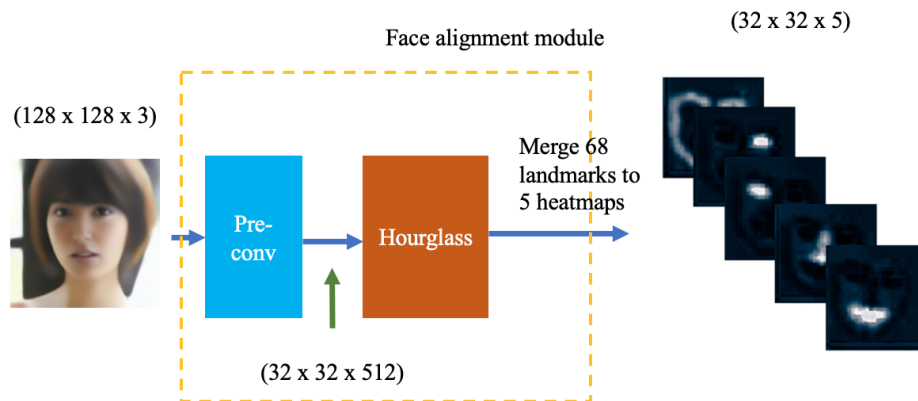 (32 x 32 x 5)
Face alignment module
(128 x 128 x 3)
Merge 68
landmarks to
5 heatmaps
Pre-
conv
Hourglass
(32 x 32 x 512)